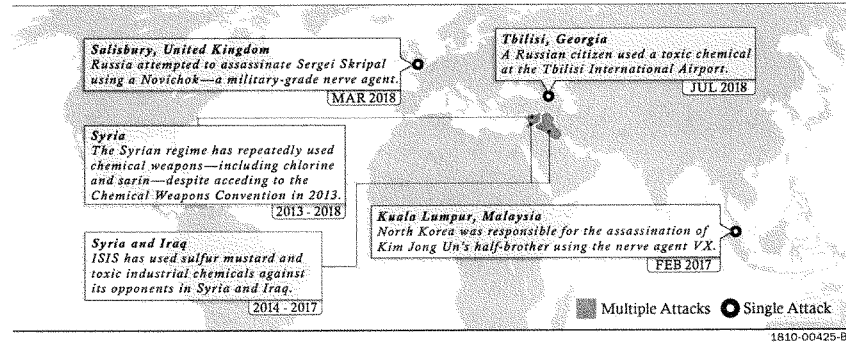 Salisbury, United Kingdom
Russia attempted to assassinate Sergei Skripal
using a Novichok—a military-grade nerve agent.
MAR 2018
Tbilisi, Georgia
A Russian citizen used a toxic chemical
at the Tbilisi International Airport.
JUL 2018
Syria
The Syrian regime has repeatedly used
chemical weapons—including chlorine
and sarin—despite acceding to the
Chemical Weapons Convention in 2013.
2013 - 2018
Kuala Lumpur, Malaysia
North Korea was responsible for the assassination of
Kim Jong Un's half-brother using the nerve agent VX.
FEB 2017
Syria and Iraq
ISIS has used sulfur mustard and
toxic industrial chemicals against
its opponents in Syria and Iraq.
2014 - 2017
Multiple Attacks Single Attack
1810-00425-B